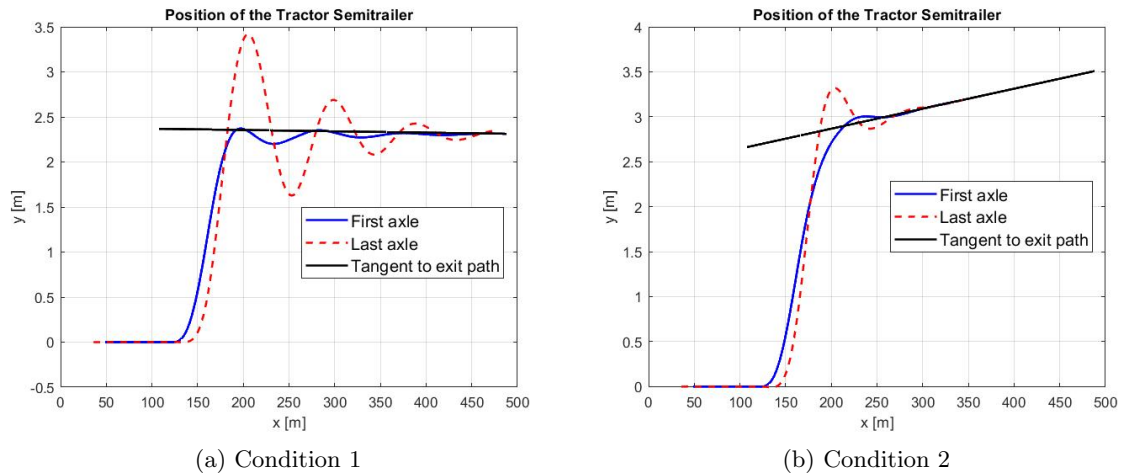 Position of the Tractor Semitrailer
3.5
3
2.5
2
1.5
1
0.5
0
-0.5
y [m]
0 50 100 150 200 250 300 350 400 450 500
x [m]
First axle
Last axle
Tangent to exit path
(a) Condition 1
Position of the Tractor Semitrailer
4
3.5
3
2.5
2
1.5
1
0.5
0
y [m]
0 50 100 150 200 250 300 350 400 450 500
x [m]
First axle
Last axle
Tangent to exit path
(b) Condition 2